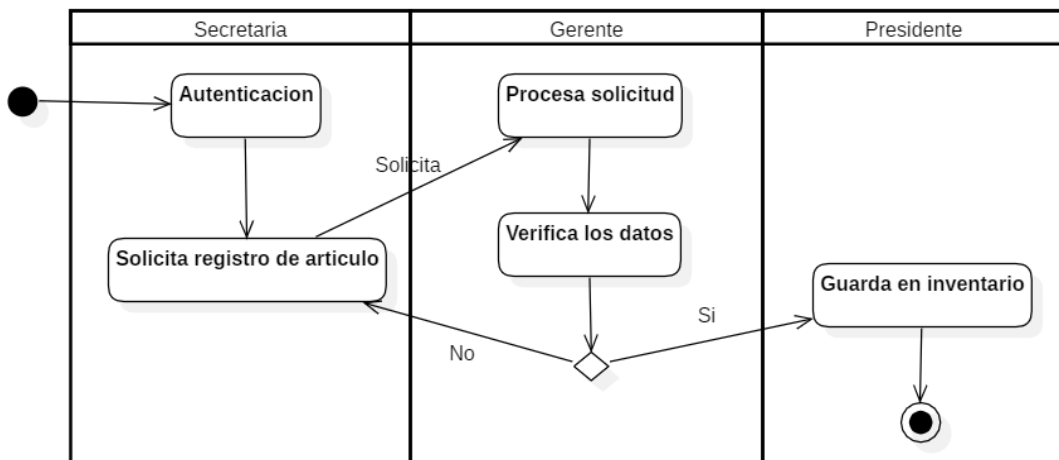 Secretaria
Gerente
Presidente
Autenticacion
Procesa solicitud
Solicita
Verifica los datos
Solicita registro de articulo
Guarda en inventario
Si
No